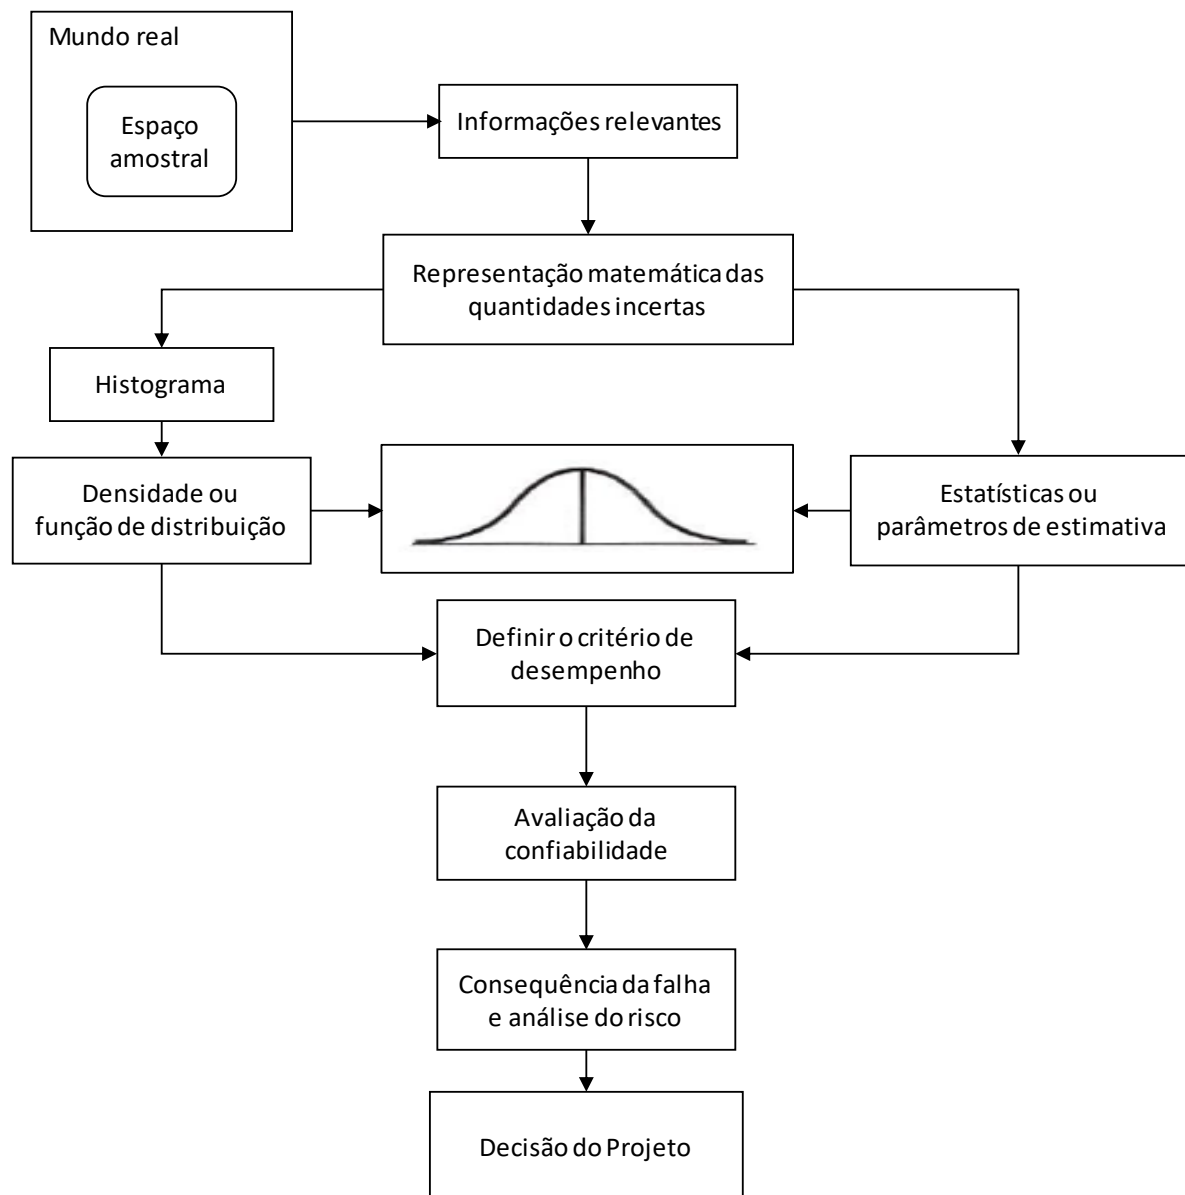 Mundo real
Espaço
amostral
Informações relevantes
Representação matemática das
quantidades incertas
Histograma
Densidade ou
função de distribuição
Estatísticas ou
parâmetros de estimativa
Definir o critério de
desempenho
Avaliação da
confiabilidade
Consequência da falha
e análise do risco
Decisão do Projeto